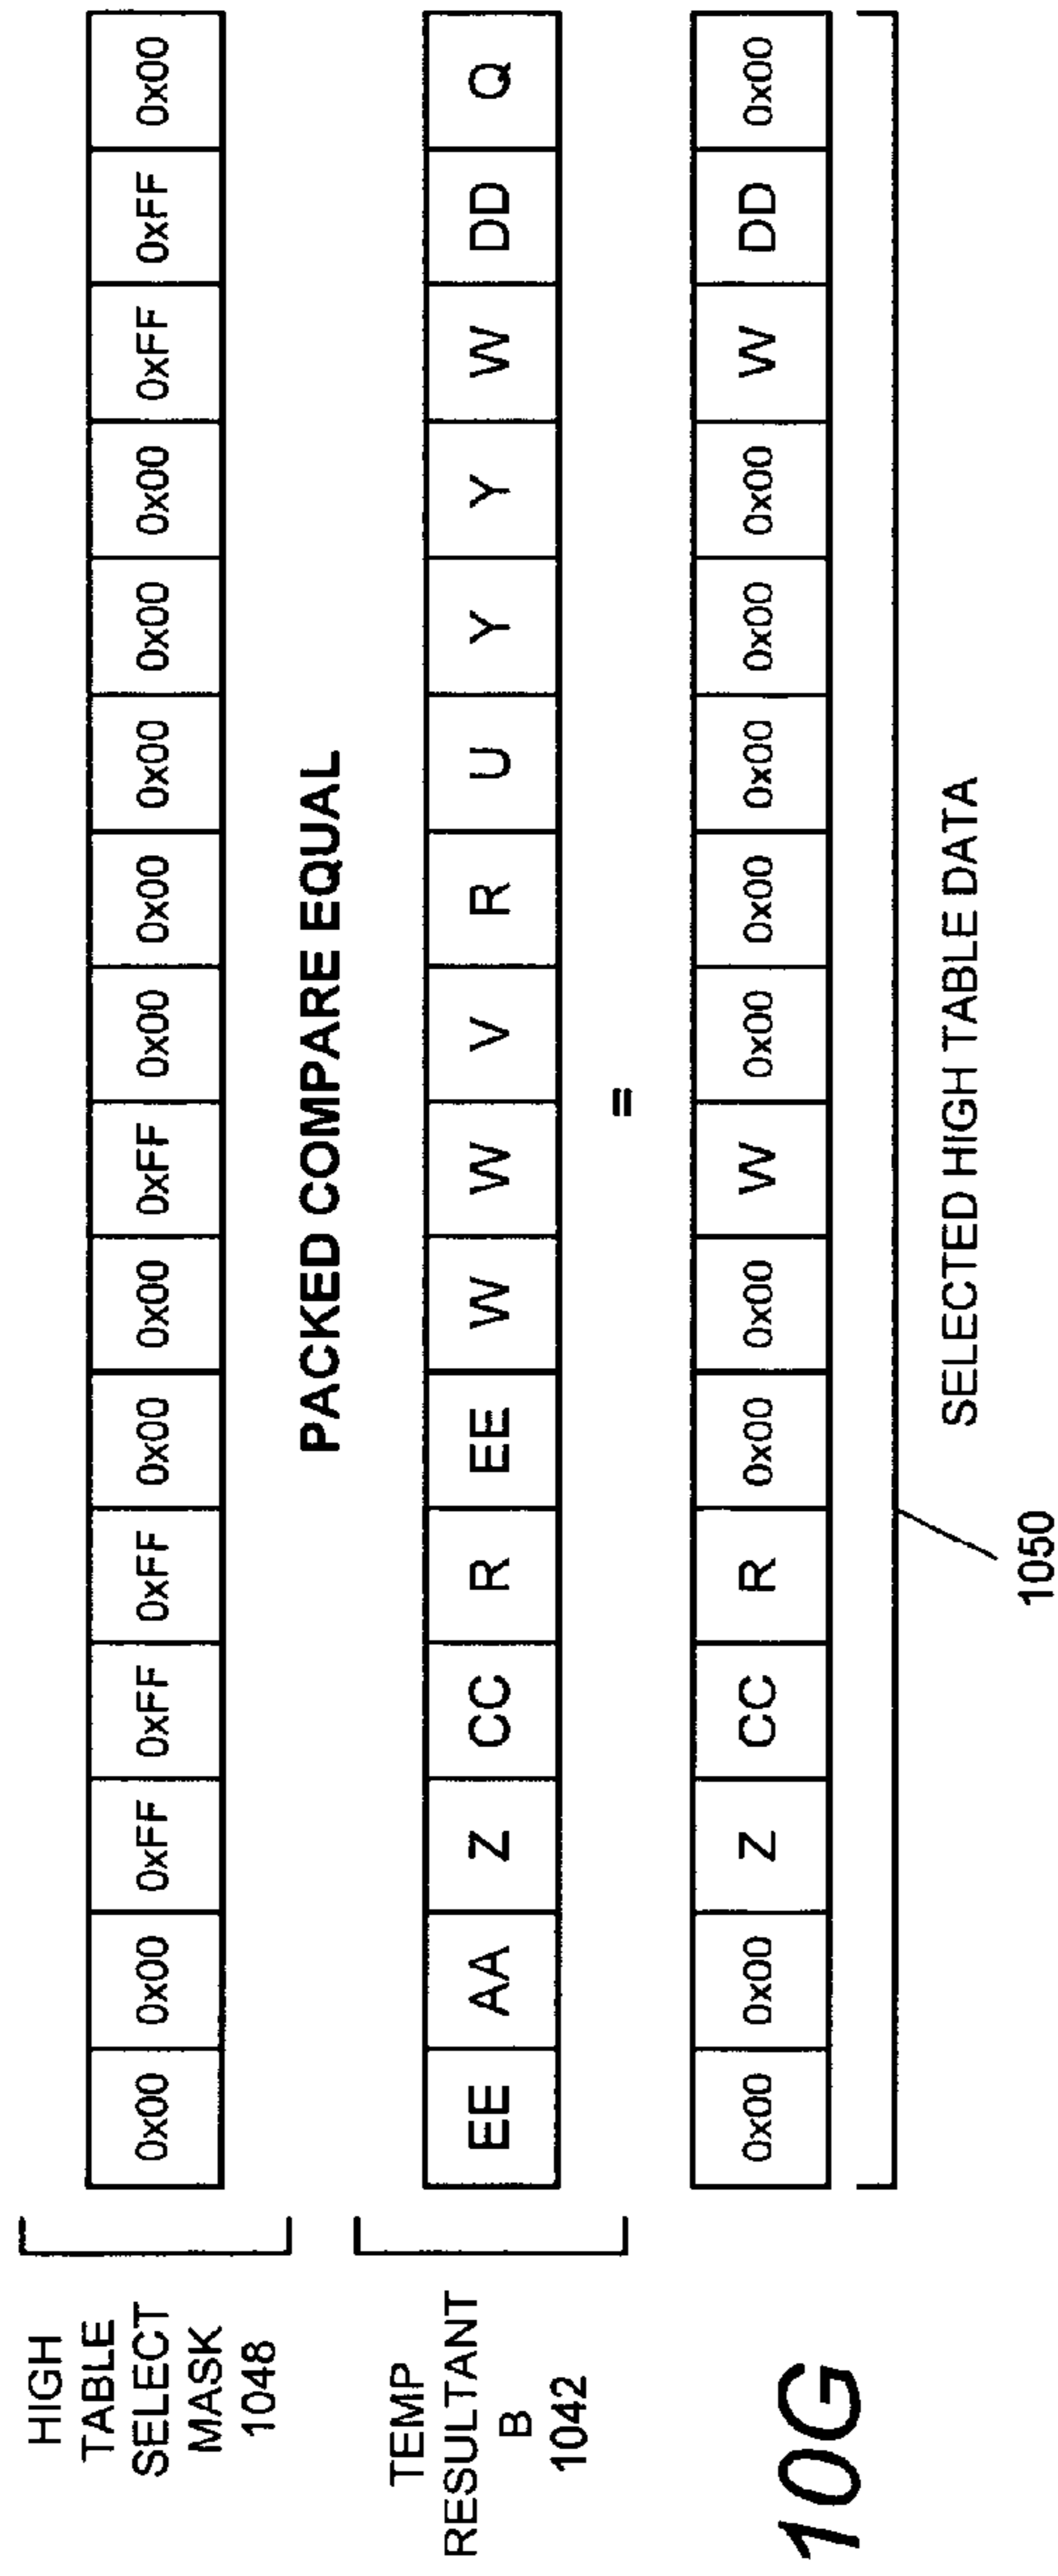 HIGH
TABLE
SELECT
MASK
1048
0x00 0x00 0xFF 0xFF 0xFF 0x00 0x00 0xFF 0x00 0x00 0x00 0x00 0x00 0xFF 0xFF 0x00
PACKED COMPARE EQUAL
TEMP
RESULTANT
B
1042
EE AA Z CC R EE W W V R U Y Y W DD Q
=
0x00 0x00 Z CC R 0x00 0x00 W 0x00 0x00 0x00 0x00 0x00 W DD 0x00
SELECTED HIGH TABLE DATA
1050
10G